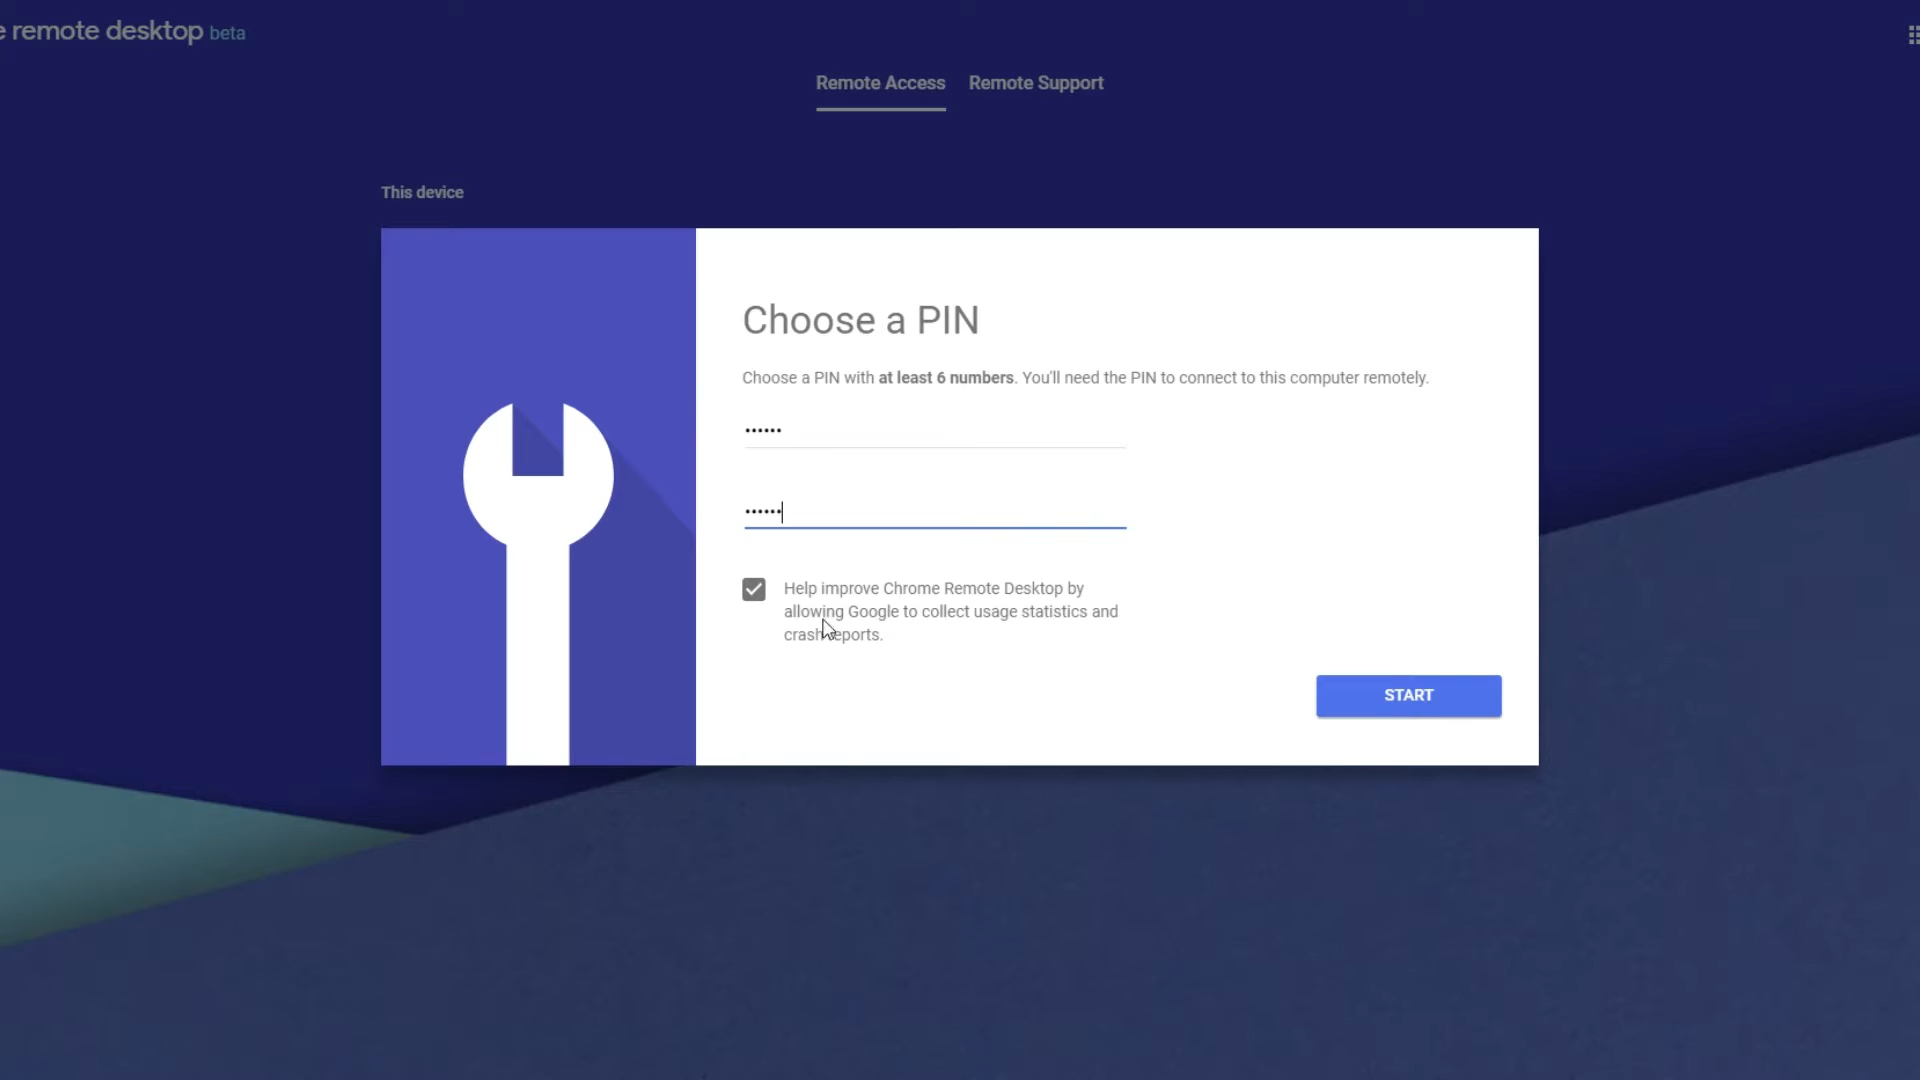 e remote desktop beta
Remote Access Remote Support
This device
Choose a PIN
Choose a PIN with at least 6 numbers. You'll need the PIN to connect to this computer remotely.
••••••
••••••
Help improve Chrome Remote Desktop by
allowing Google to collect usage statistics and
crash reports.
START